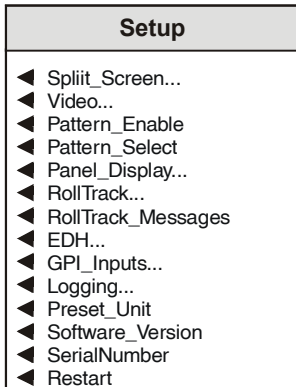 Setup
Spliit_Screen...
Video...
Pattern_Enable
Pattern_Select
Panel_Display...
RollTrack...
RollTrack_Messages
EDH...
GPI_Inputs...
Logging...
Preset_Unit
Software_Version
SerialNumber
Restart